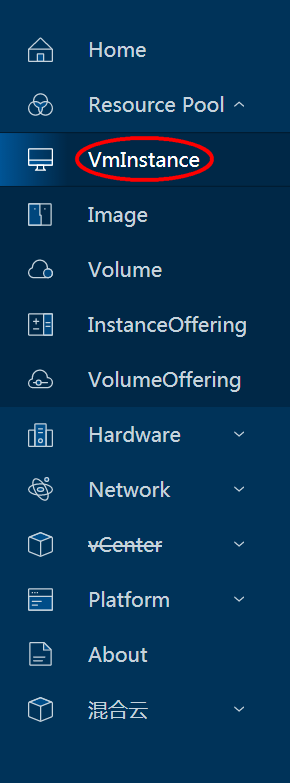 Home
Resource Pool
VmInstance
Image
Volume
InstanceOffering
VolumeOffering
Hardware
Network
vCenter
Platform
About
混合云